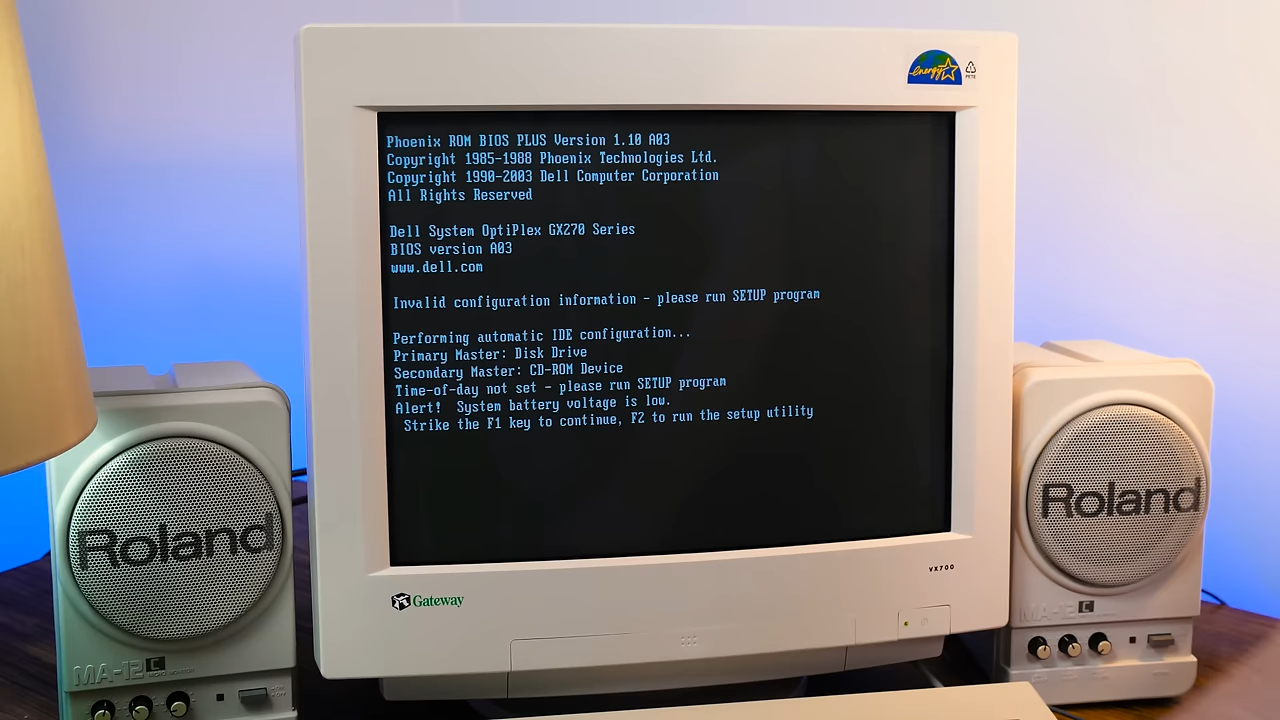 energy
PETE
Phoenix ROM BIOS PLUS Version 1.10 A03
Copyright 1985-1988 Phoenix Technologies Ltd.
Copyright 1990-2003 Dell Computer Corporation
All Rights Reserved
Dell System OptiPlex GX270 Series
BIOS version A03
www.dell.com
Invalid configuration information - please run SETUP program
Performing automatic IDE configuration...
Primary Master: Disk Drive
Secondary Master: CD-ROM Device
Time-of-day not set - please run SETUP program
Alert!  System battery voltage is low.
Strike the F1 key to continue, F2 to run the setup utility
VX700
Gateway
Roland
MA-12C
MICRO MONITOR
Roland
MA-12C